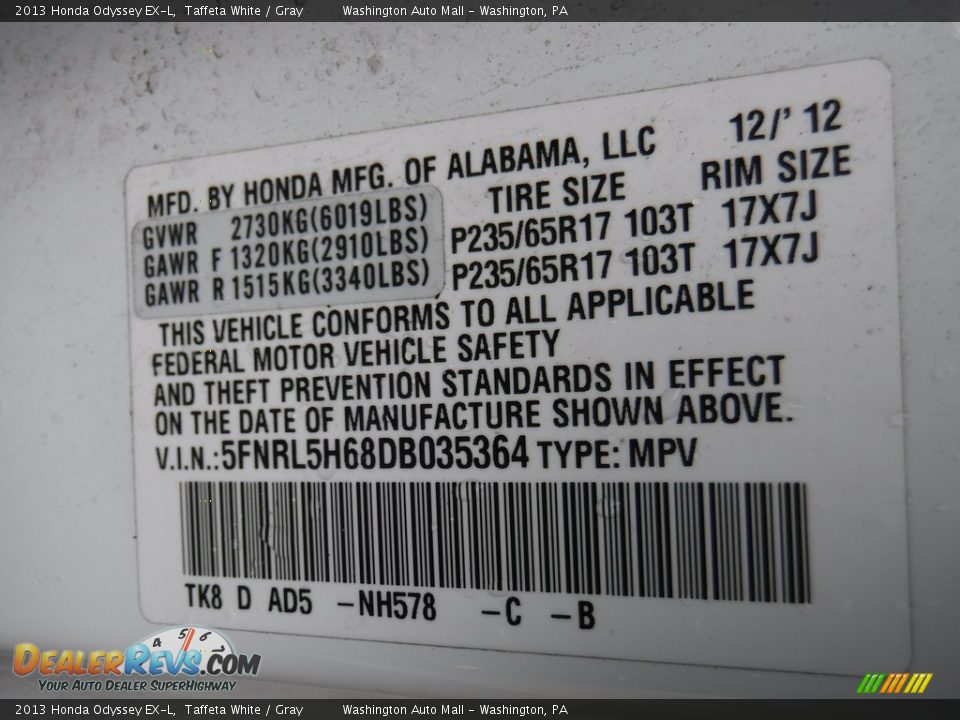 2013 Honda Odyssey EX-L, Taffeta White / Gray Washington Auto Mall - Washington, PA
MFD. BY HONDA MFG. OF ALABAMA, LLC 12/' 12
TIRE SIZE RIM SIZE
GVWR 2730KG(6019LBS)
GAWR F 1320KG(2910LBS) P235/65R17 103T 17X7J
GAWR R 1515KG(3340LBS) P235/65R17 103T 17X7J
THIS VEHICLE CONFORMS TO ALL APPLICABLE
FEDERAL MOTOR VEHICLE SAFETY
AND THEFT PREVENTION STANDARDS IN EFFECT
ON THE DATE OF MANUFACTURE SHOWN ABOVE.
V.I.N.:5FNRL5H68DB035364 TYPE: MPV
TK8 D AD5 -NH578 -C -B
4 5 6
DEALERREVS.COM
YOUR AUTO DEALER SUPERHIGHWAY
2013 Honda Odyssey EX-L, Taffeta White / Gray Washington Auto Mall - Washington, PA